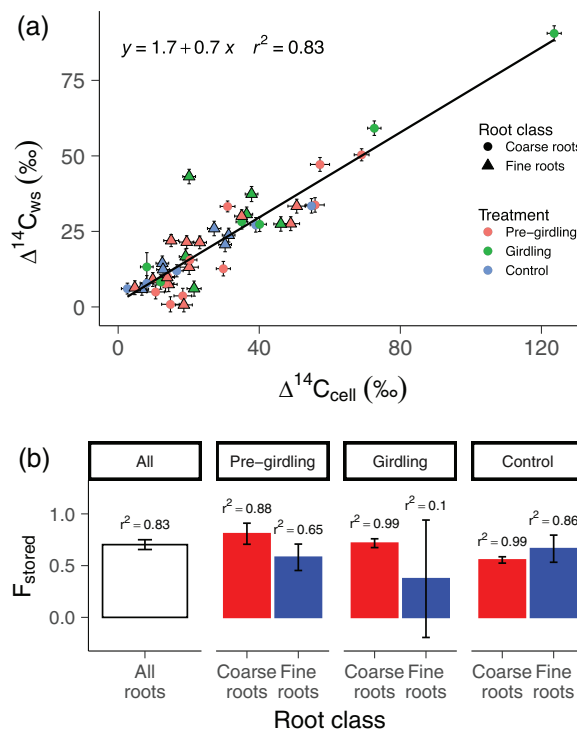 (a)
y = 1.7 + 0.7 x r² = 0.83
75
50
25
0
Δ¹⁴C_ws (‰)
Root class
Coarse roots
Fine roots
Treatment
Pre−girdling
Girdling
Control
0 40 80 120
Δ¹⁴C_cell (‰)
(b)
All Pre−girdling Girdling Control
r² = 0.83 r² = 0.88 r² = 0.65 r² = 0.99 r² = 0.1 r² = 0.99 r² = 0.86
1.0
0.5
0.0
F_stored
All Coarse Fine Coarse Fine Coarse Fine
roots roots roots roots roots roots roots
Root class